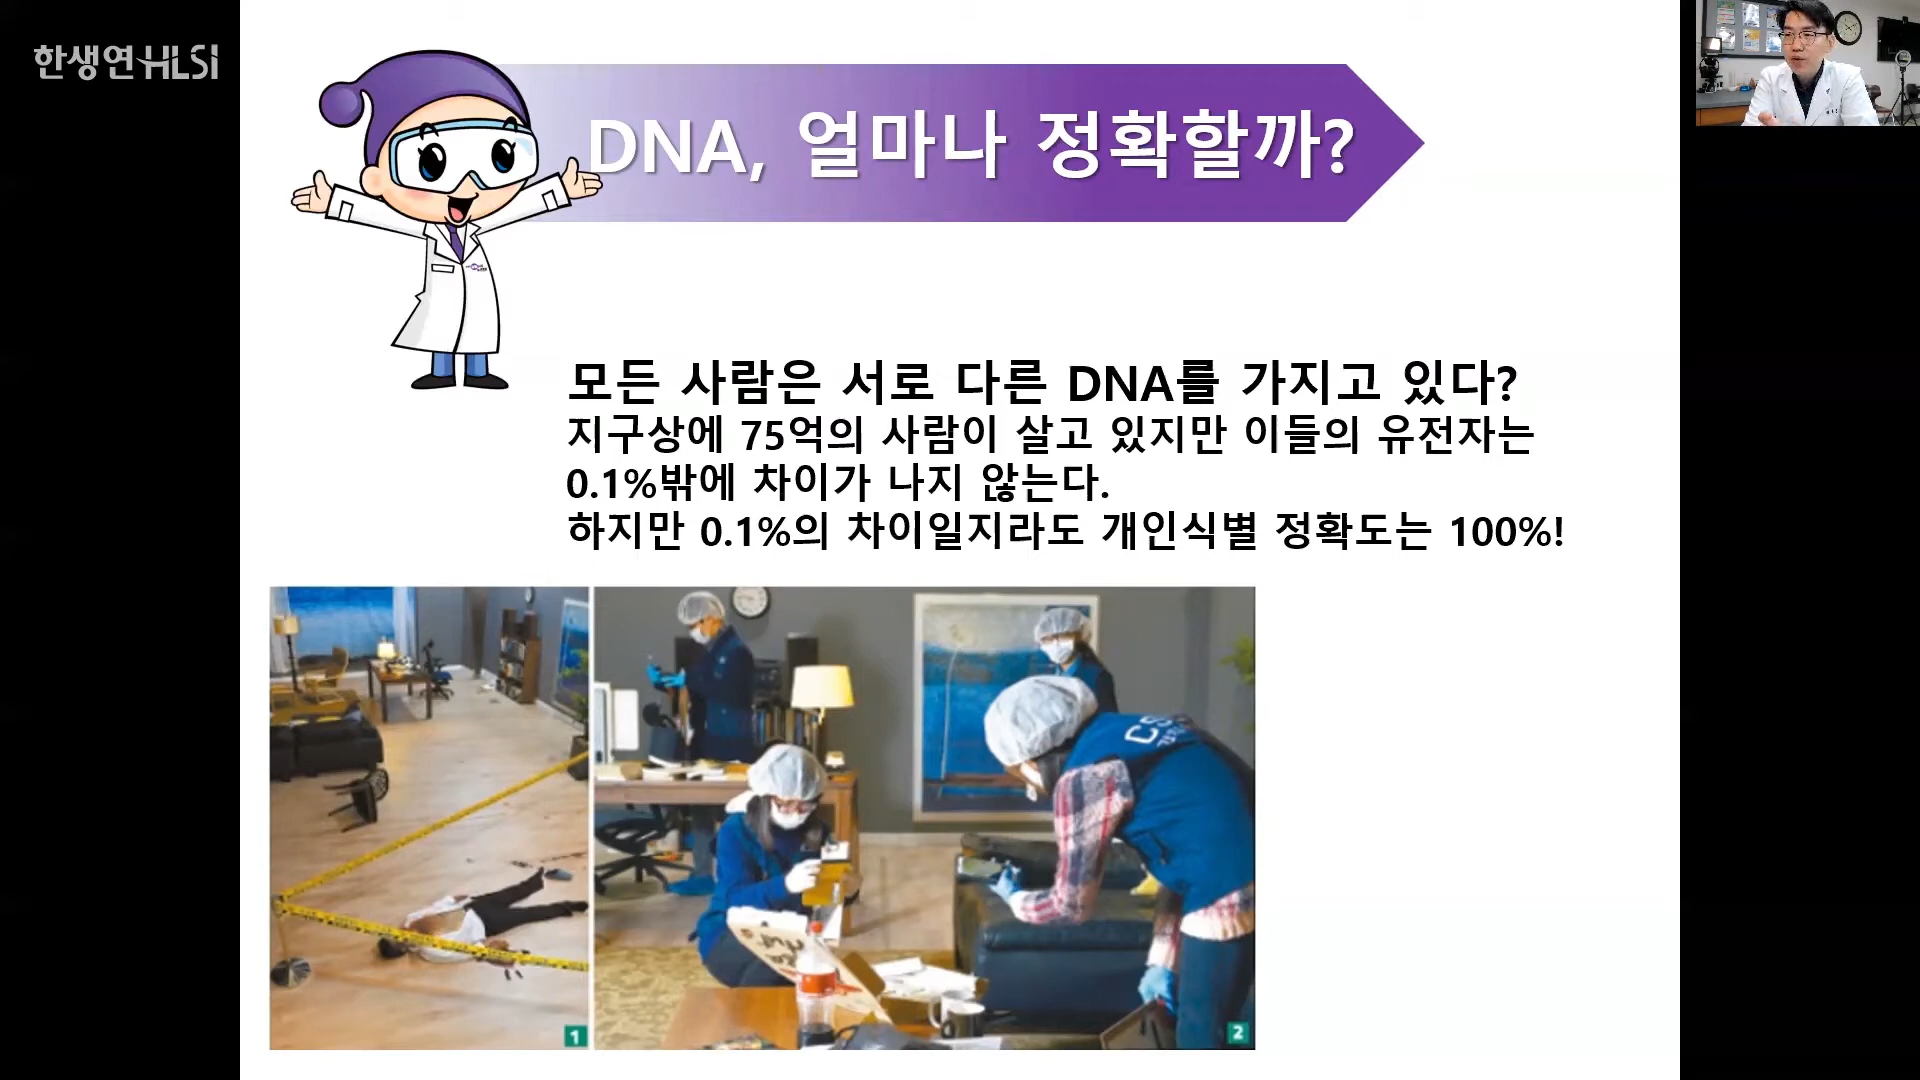 한생연 HLSI
DNA, 얼마나 정확할까?
모든 사람은 서로 다른 DNA를 가지고 있다?
지구상에 75억의 사람이 살고 있지만 이들의 유전자는
0.1%밖에 차이가 나지 않는다.
하지만 0.1%의 차이일지라도 개인식별 정확도는 100%!
1
2